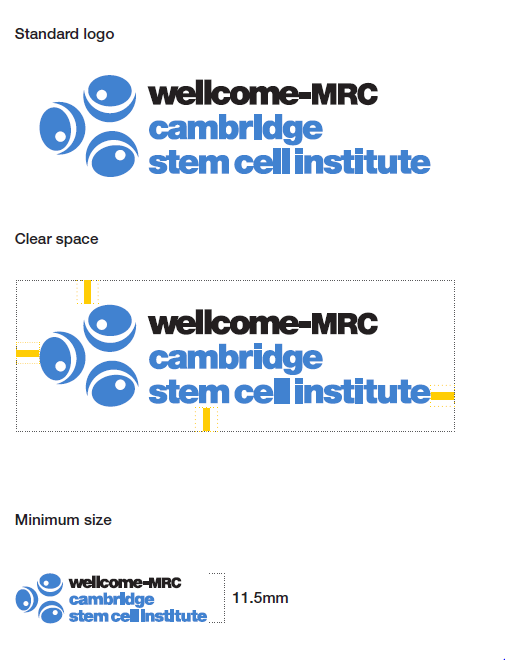 Standard logo
wellcome-MRC
cambridge
stem cell institute
Clear space
wellcome-MRC
cambridge
stem cell institute
Minimum size
wellcome-MRC
cambridge
stem cell institute
11.5mm